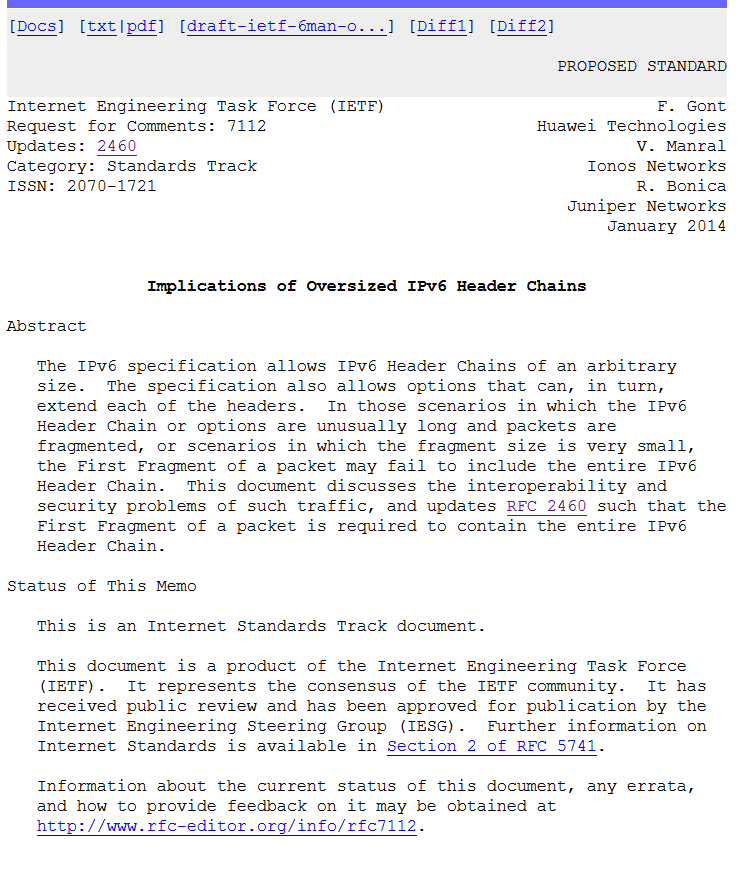 [Docs] [txt|pdf] [draft-ietf-6man-o...] [Diff1] [Diff2]
PROPOSED STANDARD
Internet Engineering Task Force (IETF) F. Gont
Request for Comments: 7112 Huawei Technologies
Updates: 2460 V. Manral
Category: Standards Track Ionos Networks
ISSN: 2070-1721 R. Bonica
Juniper Networks
January 2014
Implications of Oversized IPv6 Header Chains
Abstract
The IPv6 specification allows IPv6 Header Chains of an arbitrary
size. The specification also allows options that can, in turn,
extend each of the headers. In those scenarios in which the IPv6
Header Chain or options are unusually long and packets are
fragmented, or scenarios in which the fragment size is very small,
the First Fragment of a packet may fail to include the entire IPv6
Header Chain. This document discusses the interoperability and
security problems of such traffic, and updates RFC 2460 such that the
First Fragment of a packet is required to contain the entire IPv6
Header Chain.
Status of This Memo
This is an Internet Standards Track document.
This document is a product of the Internet Engineering Task Force
(IETF). It represents the consensus of the IETF community. It has
received public review and has been approved for publication by the
Internet Engineering Steering Group (IESG). Further information on
Internet Standards is available in Section 2 of RFC 5741.
Information about the current status of this document, any errata,
and how to provide feedback on it may be obtained at
http://www.rfc-editor.org/info/rfc7112.